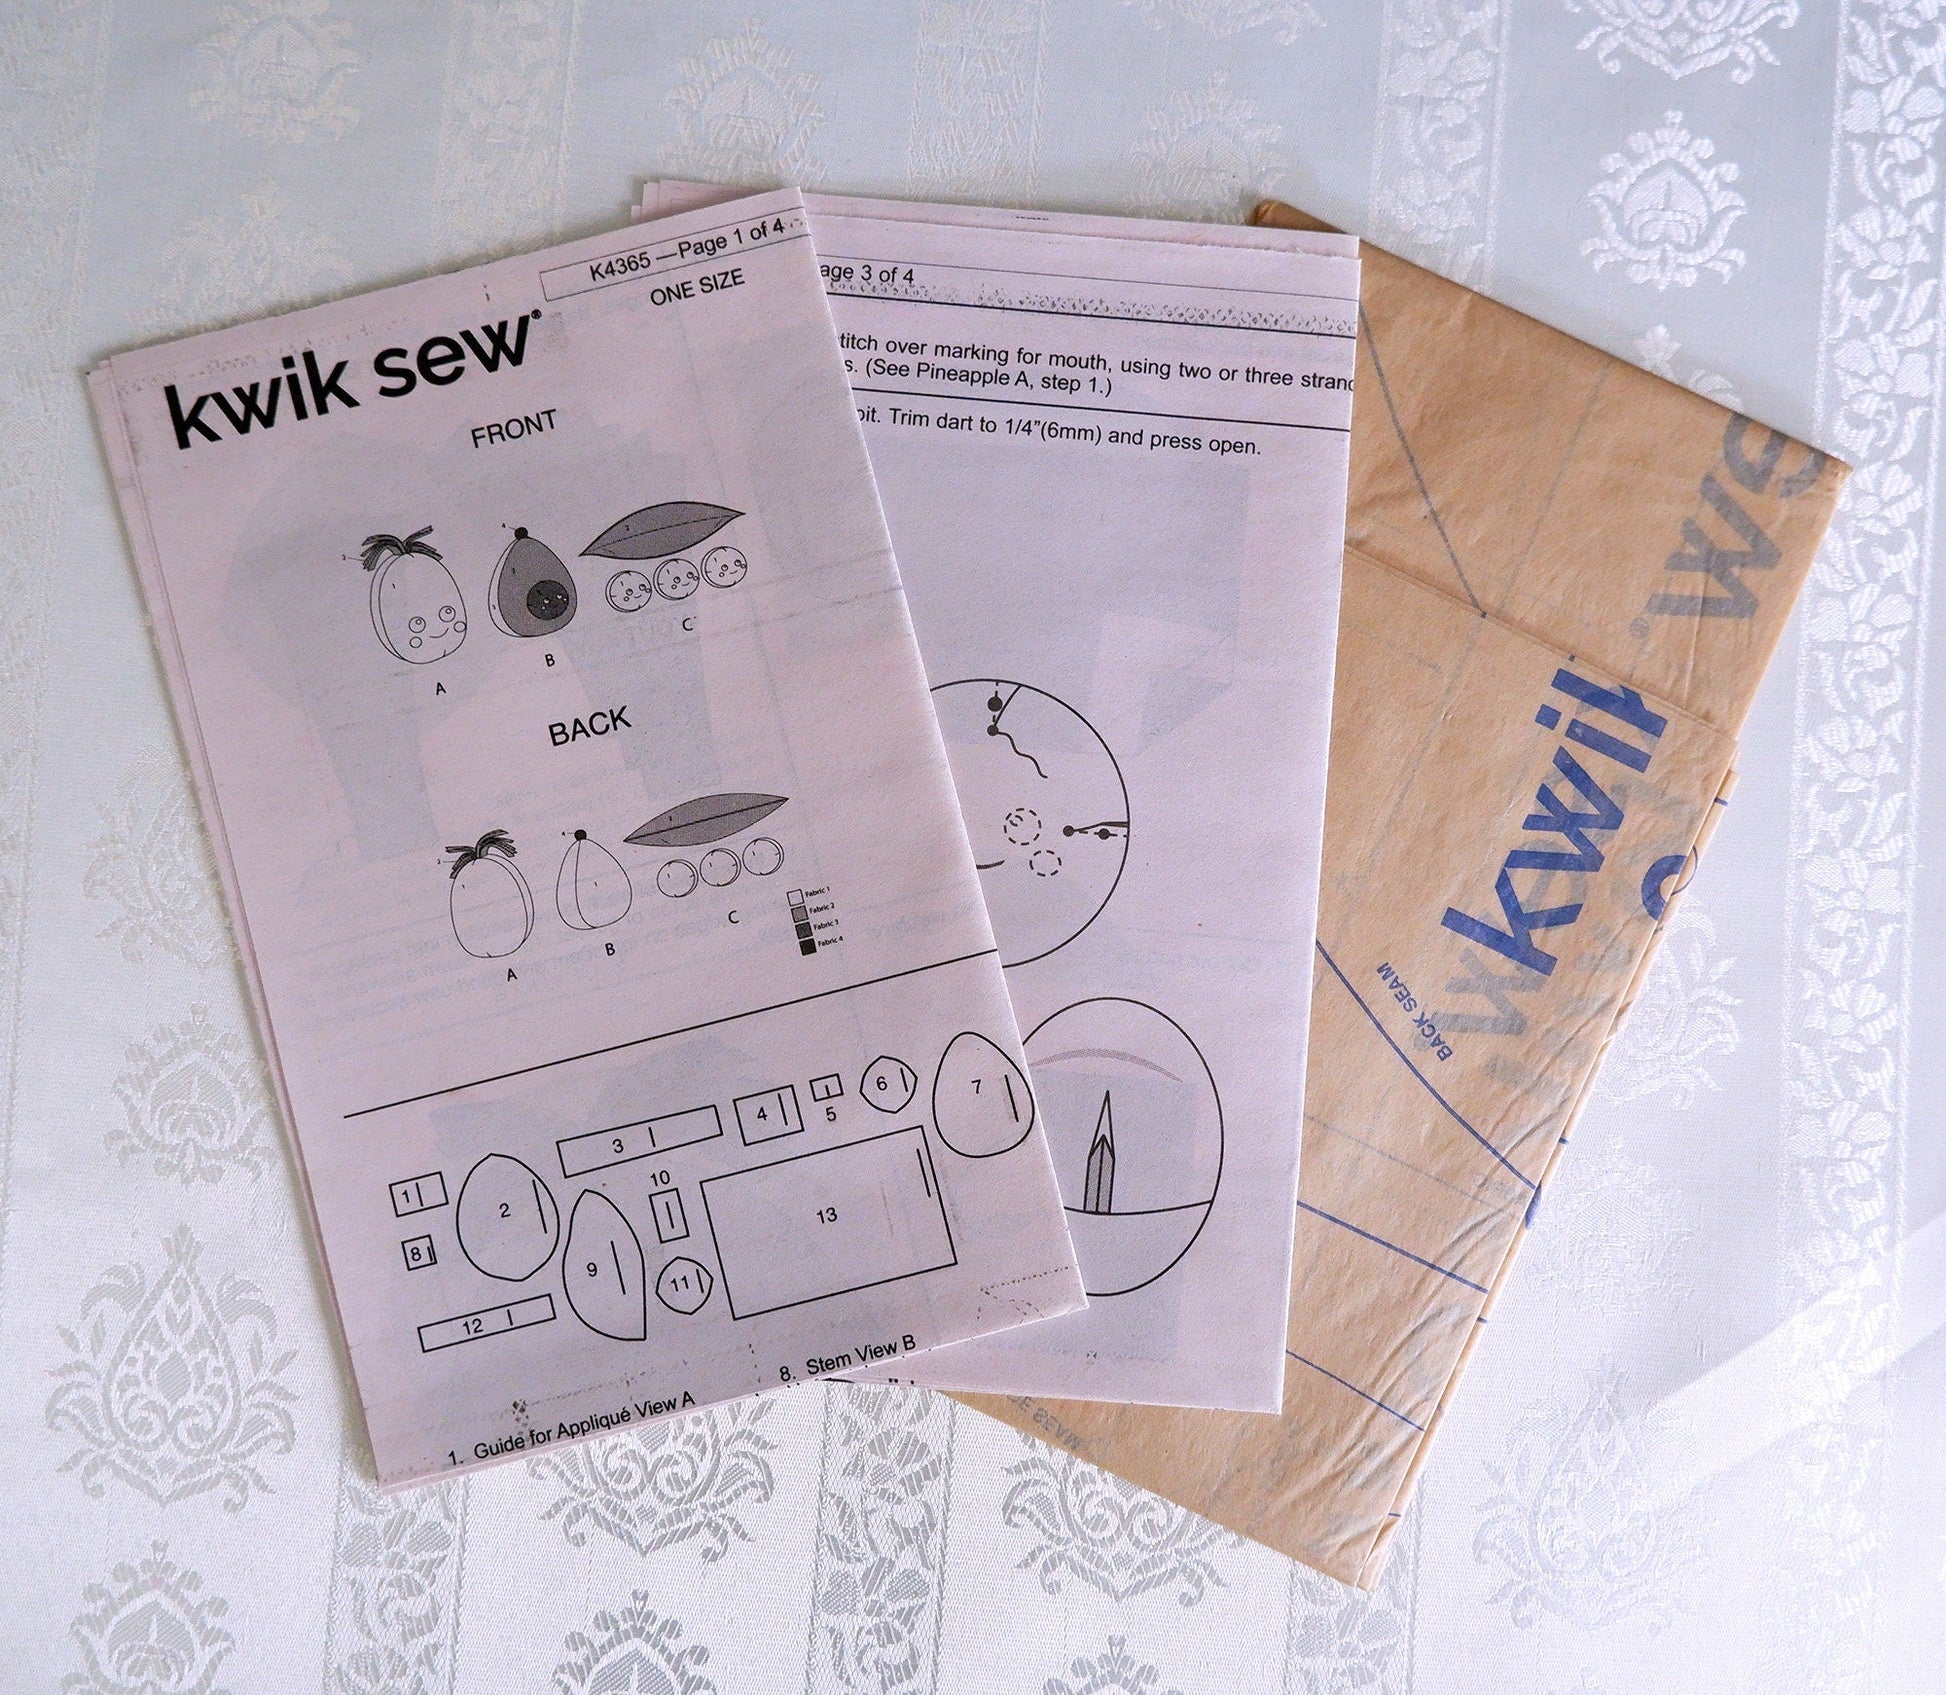 K4365 —Page 1 of 4
ONE SIZE
kwik sew®
FRONT
A
B
C
BACK
A
B
C
Fabric 1
Fabric 2
Fabric 3
Fabric 4
1
2
3
4
5
6
7
8
9
10
11
12
13
1. Guide for Appliqué View A
8. Stem View B
age 3 of 4
titch over marking for mouth, using two or three stranc
s. (See Pineapple A, step 1.)
oit. Trim dart to 1/4”(6mm) and press open.
we
kwik
BACK SEAM